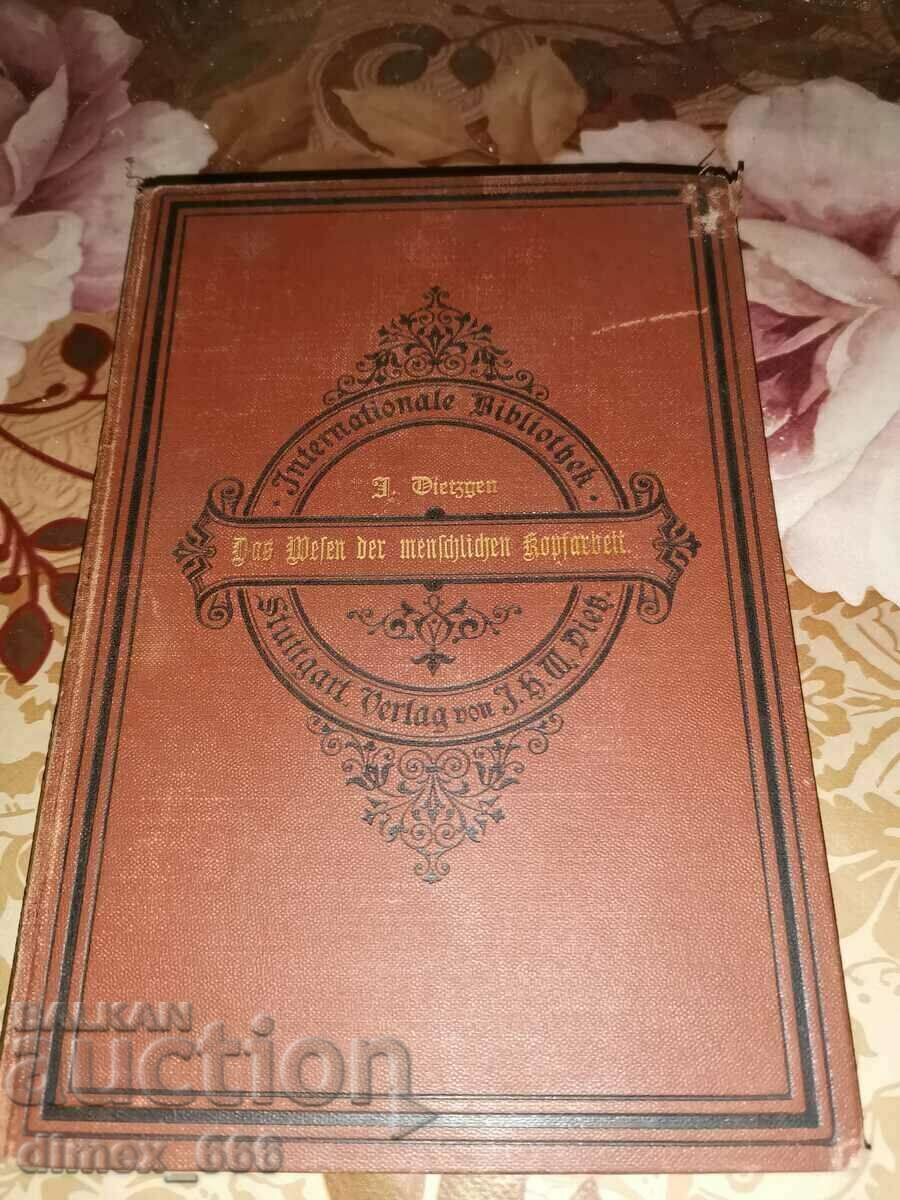 · Internationale Bibliothek ·
J. Dietzgen
Das Wesen der menschlichen Kopfarbeit.
Stuttgart. Verlag von J. H. W. Dietz.
BALKAN
auction
dimex_666